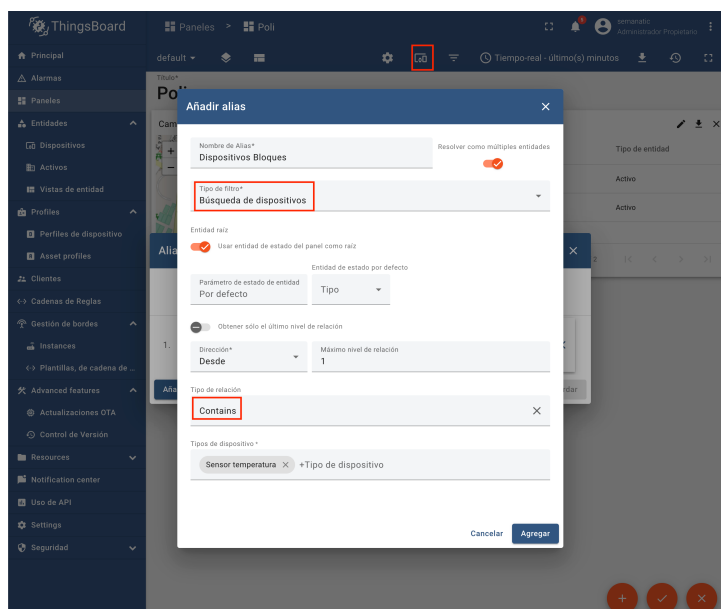 ThingsBoard
Paneles > Poli
semanatic
Administrador Propietario
Principal
default
Tiempo-real - último(s) minutos
Alarmas
Título*
Paneles
Entidades
Dispositivos
Activos
Vistas de entidad
Profiles
Perfiles de dispositivo
Asset profiles
Clientes
Cadenas de Reglas
Gestión de bordes
Instances
Plantillas, de cadena de ...
Advanced features
Actualizaciones OTA
Control de Versión
Resources
Notification center
Uso de API
Settings
Seguridad
Tipo de entidad
Activo
Activo
1.
Añadir alias
Nombre de Alias*
Dispositivos Bloques
Resolver como múltiples entidades
Tipo de filtro*
Búsqueda de dispositivos
Entidad raíz
Usar entidad de estado del panel como raíz
Entidad de estado por defecto
Parámetro de estado de entidad
Por defecto
Tipo
Obtener sólo el último nivel de relación
Dirección*
Desde
Máximo nivel de relación
1
Tipo de relación
Contains
Tipos de dispositivo *
Sensor temperatura
+Tipo de dispositivo
Cancelar
Agregar